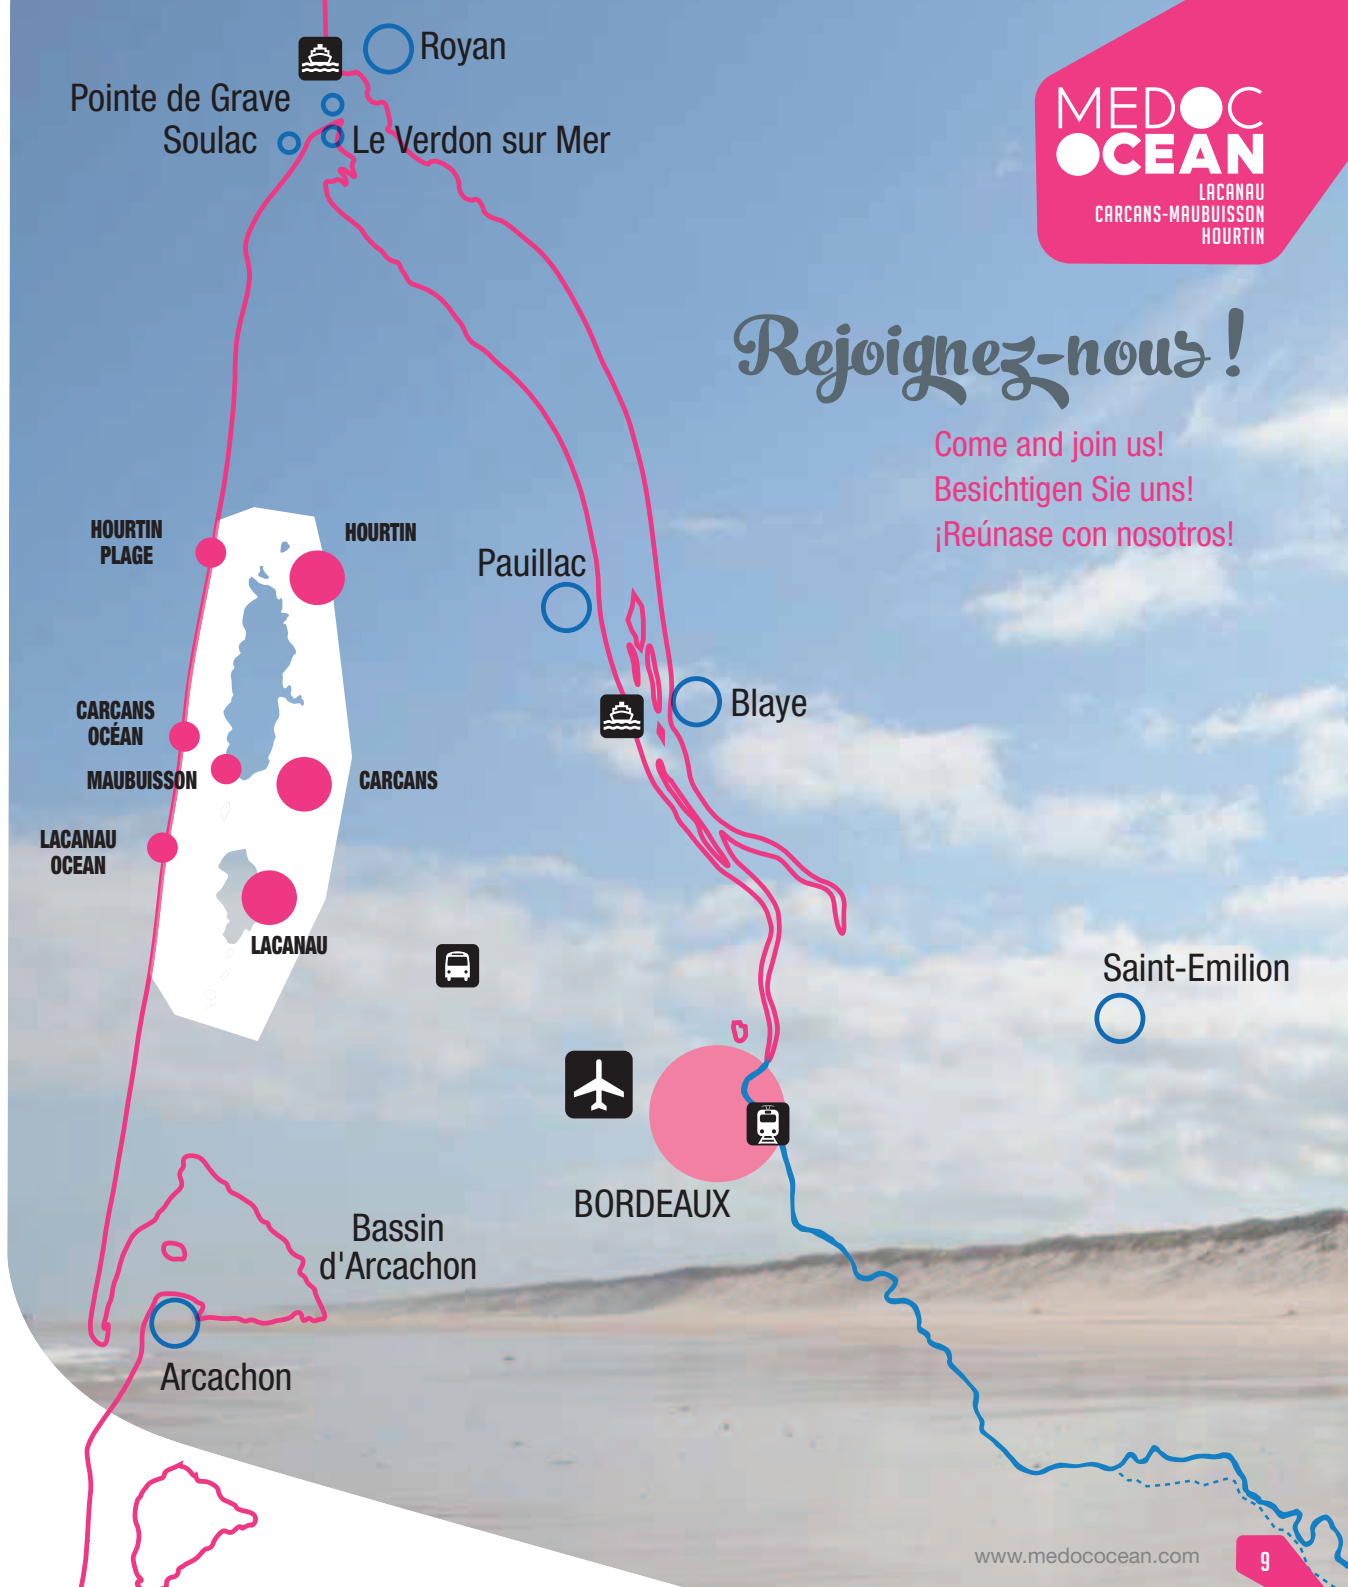 Royan
Pointe de Grave
Soulac
Le Verdon sur Mer
MEDOC
OCEAN
LACANAU
CARCANS-MAUBUISSON
HOURTIN
Rejoignez-nous !
Come and join us!
Besichtigen Sie uns!
¡Reúnase con nosotros!
HOURTIN
PLAGE
HOURTIN
Pauillac
CARCANS
OCÉAN
Blaye
MAUBUISSON
CARCANS
LACANAU
OCEAN
LACANAU
Saint-Emilion
BORDEAUX
Bassin
d'Arcachon
Arcachon
www.medococean.com
9